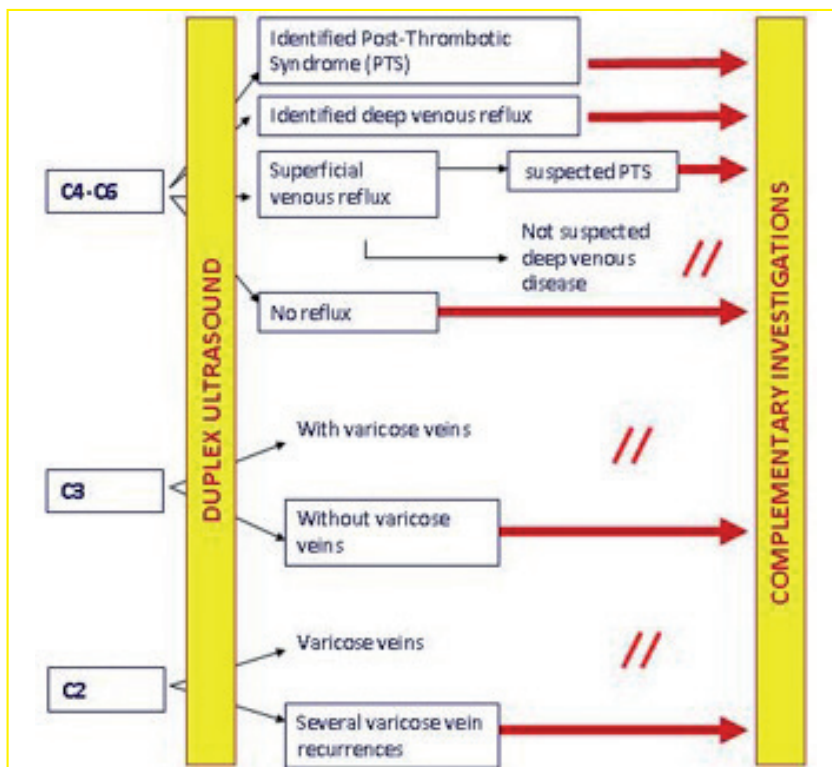 Identified Post-Thrombotic
Syndrome (PTS)
Identified deep venous reflux
C4-C6
Superficial
venous reflux
suspected PTS
Not suspected
deep venous
disease
No reflux
DUPLEX ULTRASOUND
COMPLEMENTARY INVESTIGATIONS
With varicose veins
C3
Without varicose
veins
Varicose veins
C2
Several varicose vein
recurrences